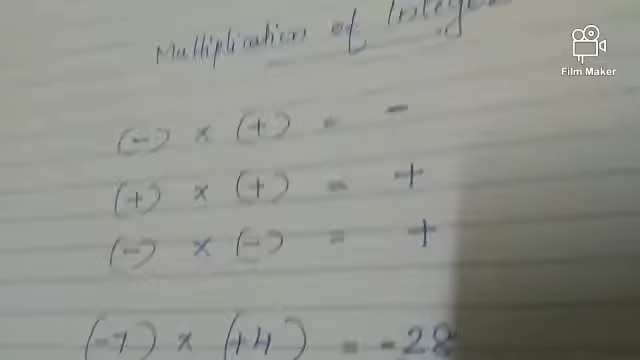 Multiplication of Integers
Film Maker
(-) × (+) = -
(+) × (+) = +
(-) × (-) = +
(-7) × (+4) = -28